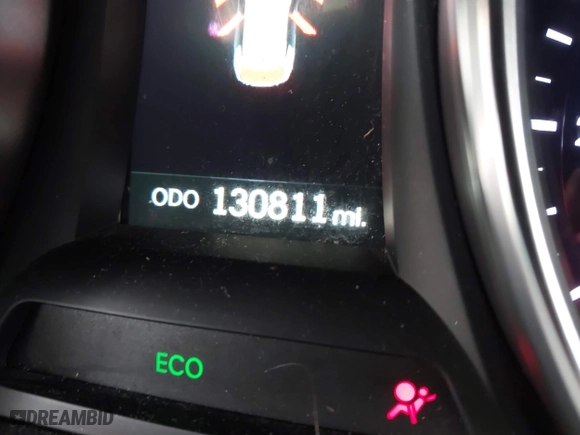 ODO 130811 mi.
ECO
DREAMBID